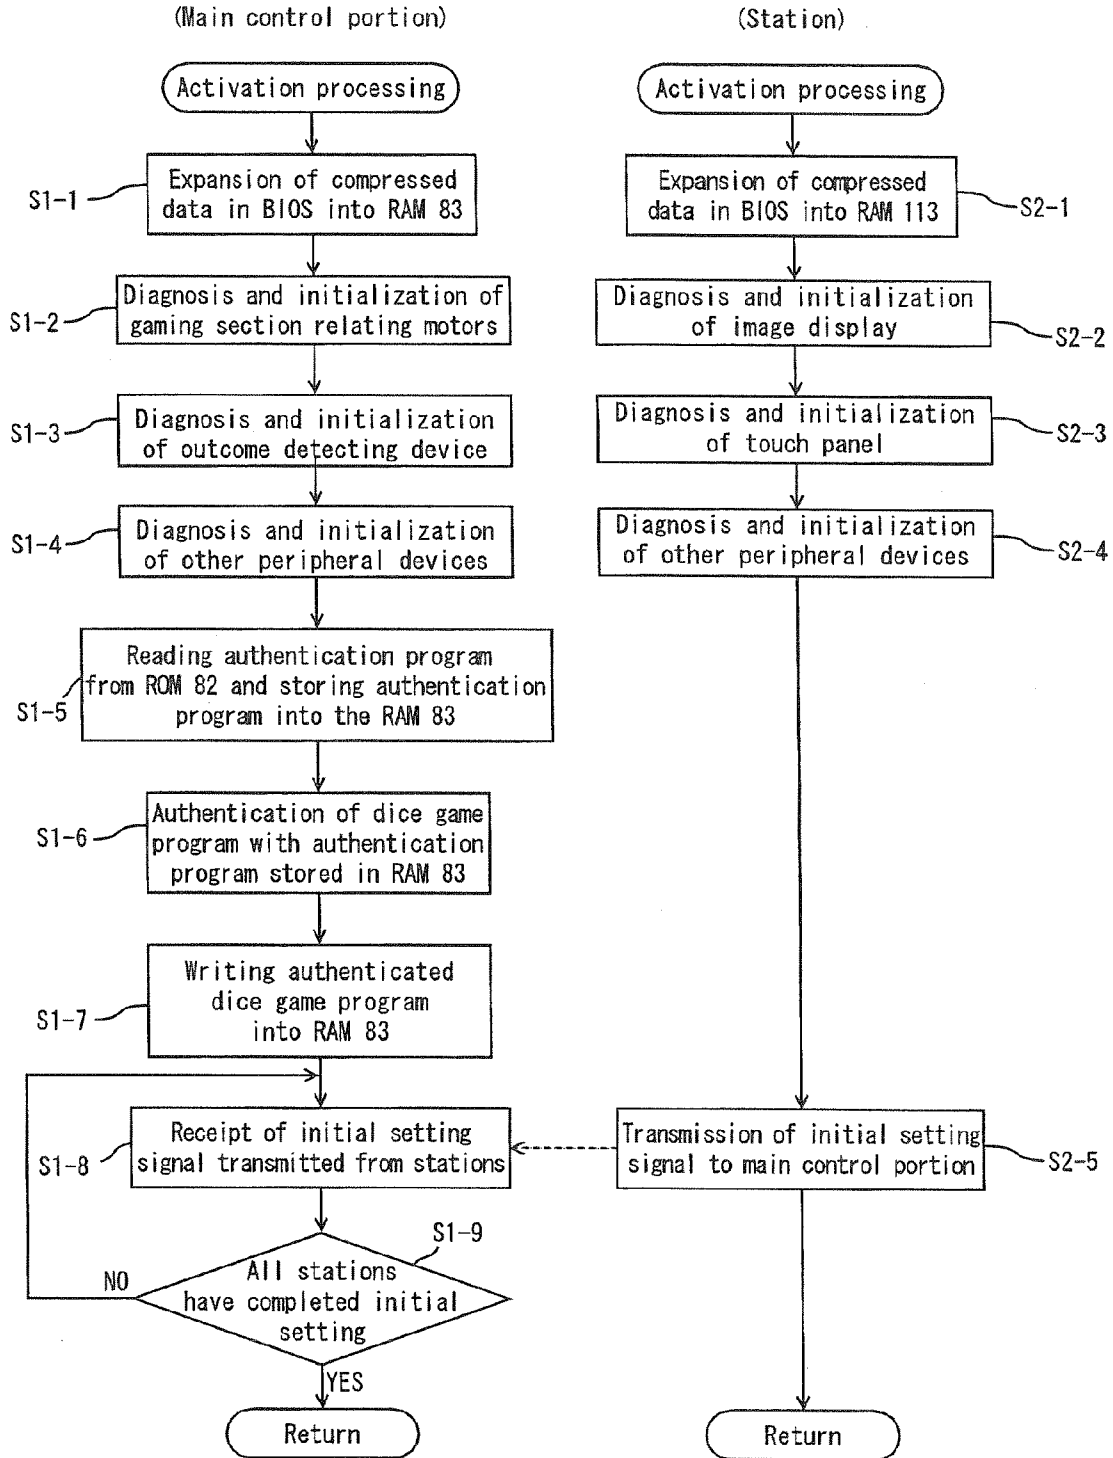 (Main control portion)
Activation processing
S1-1
Expansion of compressed
data in BIOS into RAM 83
S1-2
Diagnosis and initialization of
gaming section relating motors
S1-3
Diagnosis and initialization
of outcome detecting device
S1-4
Diagnosis and initialization
of other peripheral devices
S1-5
Reading authentication program
from ROM 82 and storing authentication
program into the RAM 83
S1-6
Authentication of dice game
program with authentication
program stored in RAM 83
S1-7
Writing authenticated
dice game program
into RAM 83
S1-8
Receipt of initial setting
signal transmitted from stations
S1-9
All stations
have completed initial
setting
NO
YES
Return
(Station)
Activation processing
Expansion of compressed
data in BIOS into RAM 113
S2-1
Diagnosis and initialization
of image display
S2-2
Diagnosis and initialization
of touch panel
S2-3
Diagnosis and initialization
of other peripheral devices
S2-4
Transmission of initial setting
signal to main control portion
S2-5
Return